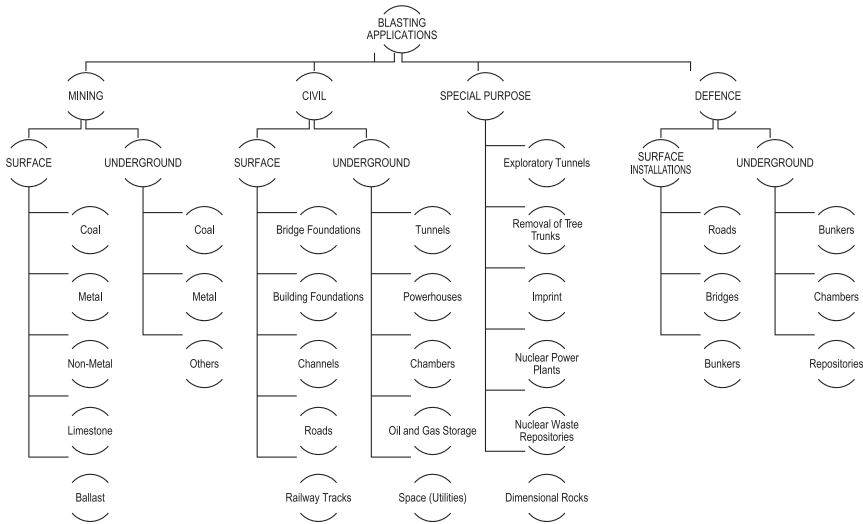 BLASTING
APPLICATIONS
MINING
CIVIL
SPECIAL PURPOSE
DEFENCE
SURFACE
UNDERGROUND
SURFACE
UNDERGROUND
Exploratory Tunnels
SURFACE
INSTALLATIONS
UNDERGROUND
Coal
Coal
Bridge Foundations
Tunnels
Removal of Tree
Trunks
Roads
Bunkers
Metal
Metal
Building Foundations
Powerhouses
Imprint
Bridges
Chambers
Non-Metal
Others
Channels
Chambers
Nuclear Power
Plants
Bunkers
Repositories
Limestone
Roads
Oil and Gas Storage
Nuclear Waste
Repositories
Ballast
Railway Tracks
Space (Utilities)
Dimensional Rocks